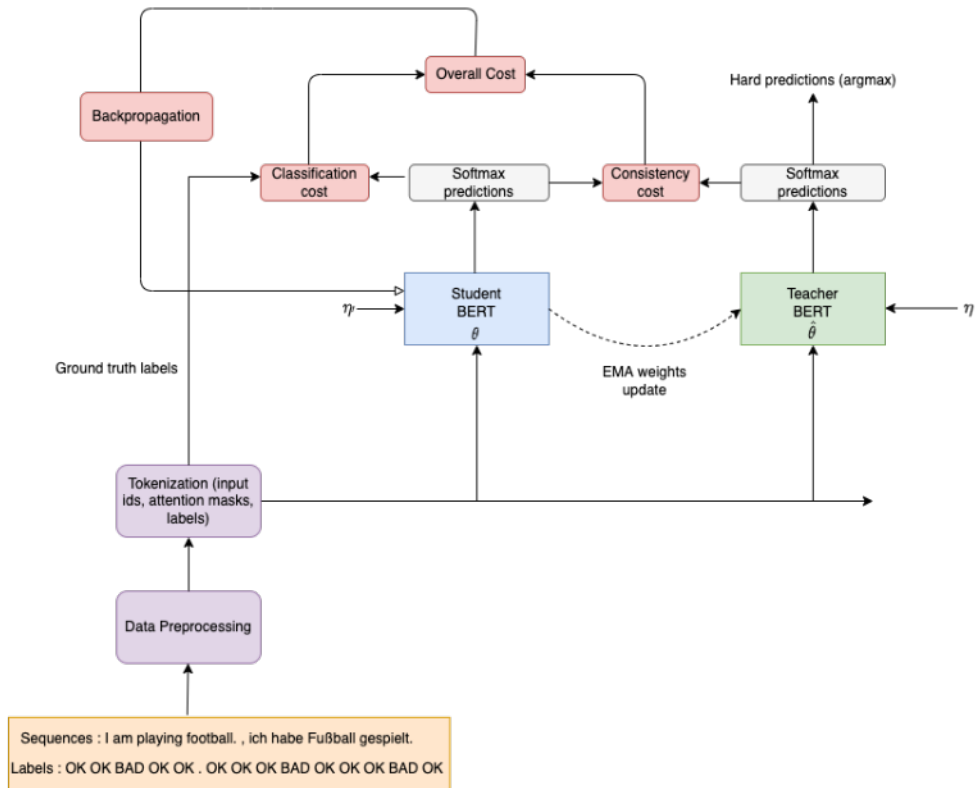 Overall Cost
Hard predictions (argmax)
Backpropagation
Classification
cost
Softmax
predictions
Consistency
cost
Softmax
predictions
Student
BERT
θ
η'
Teacher
BERT
θ̂
η
Ground truth labels
EMA weights
update
Tokenization (input
ids, attention masks,
labels)
Data Preprocessing
Sequences : I am playing football. , ich habe Fußball gespielt.
Labels : OK OK BAD OK OK . OK OK OK BAD OK OK OK BAD OK